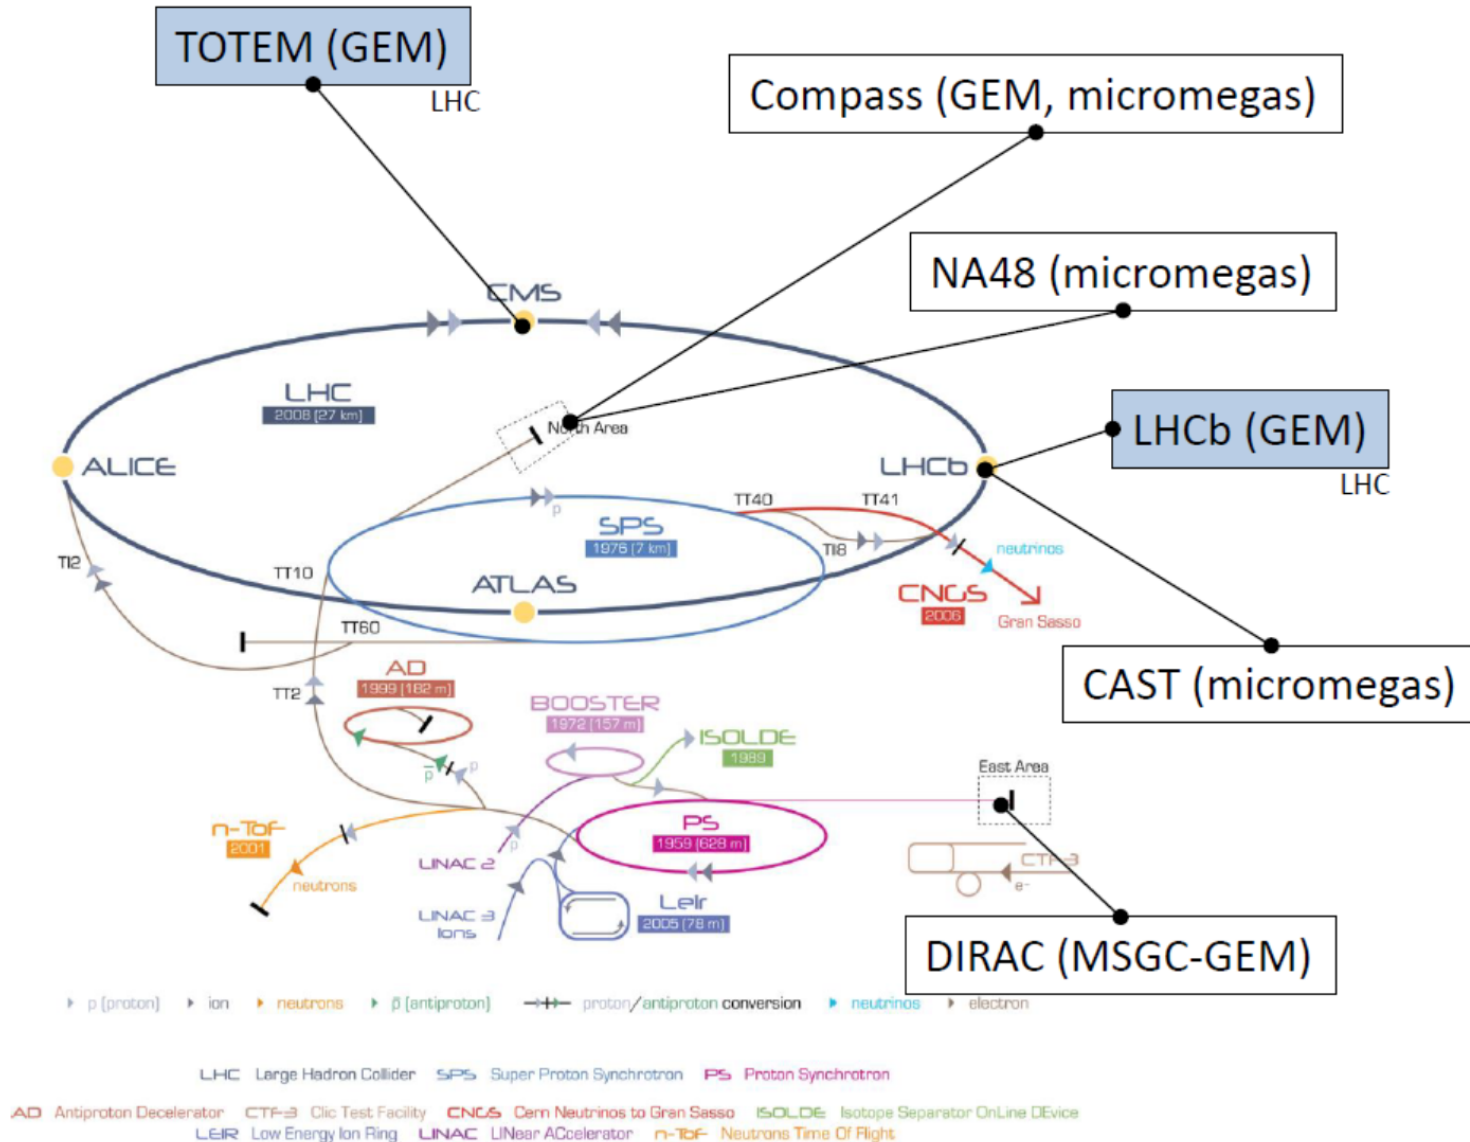 TOTEM (GEM)
LHC
Compass (GEM, micromegas)
NA48 (micromegas)
CMS
LHC
2008 (27 km)
North Area
ALICE
LHCb
LHCb (GEM)
LHC
TT40
TT41
SPS
1976 (7 km)
p
TI8
TI2
TT10
neutrinos
ATLAS
CNGS
2006
Gran Sasso
TT60
CAST (micromegas)
AD
1999 (182 m)
TT2
BOOSTER
1972 (157 m)
ISOLDE
1989
East Area
p̅
p
n-ToF
2001
PS
1959 (628 m)
LINAC 2
p
CTF-3
e-
neutrons
LINAC 3
Ions
LeIr
2005 (78 m)
DIRAC (MSGC-GEM)
p (proton) ion neutrons p̅ (antiproton) proton/antiproton conversion neutrinos electron
LHC Large Hadron Collider SPS Super Proton Synchrotron PS Proton Synchrotron
AD Antiproton Decelerator CTF-3 Clic Test Facility CNGS Cern Neutrinos to Gran Sasso ISOLDE Isotope Separator OnLine DEvice
LEIR Low Energy Ion Ring LINAC LINear ACcelerator n-ToF Neutrons Time Of Flight